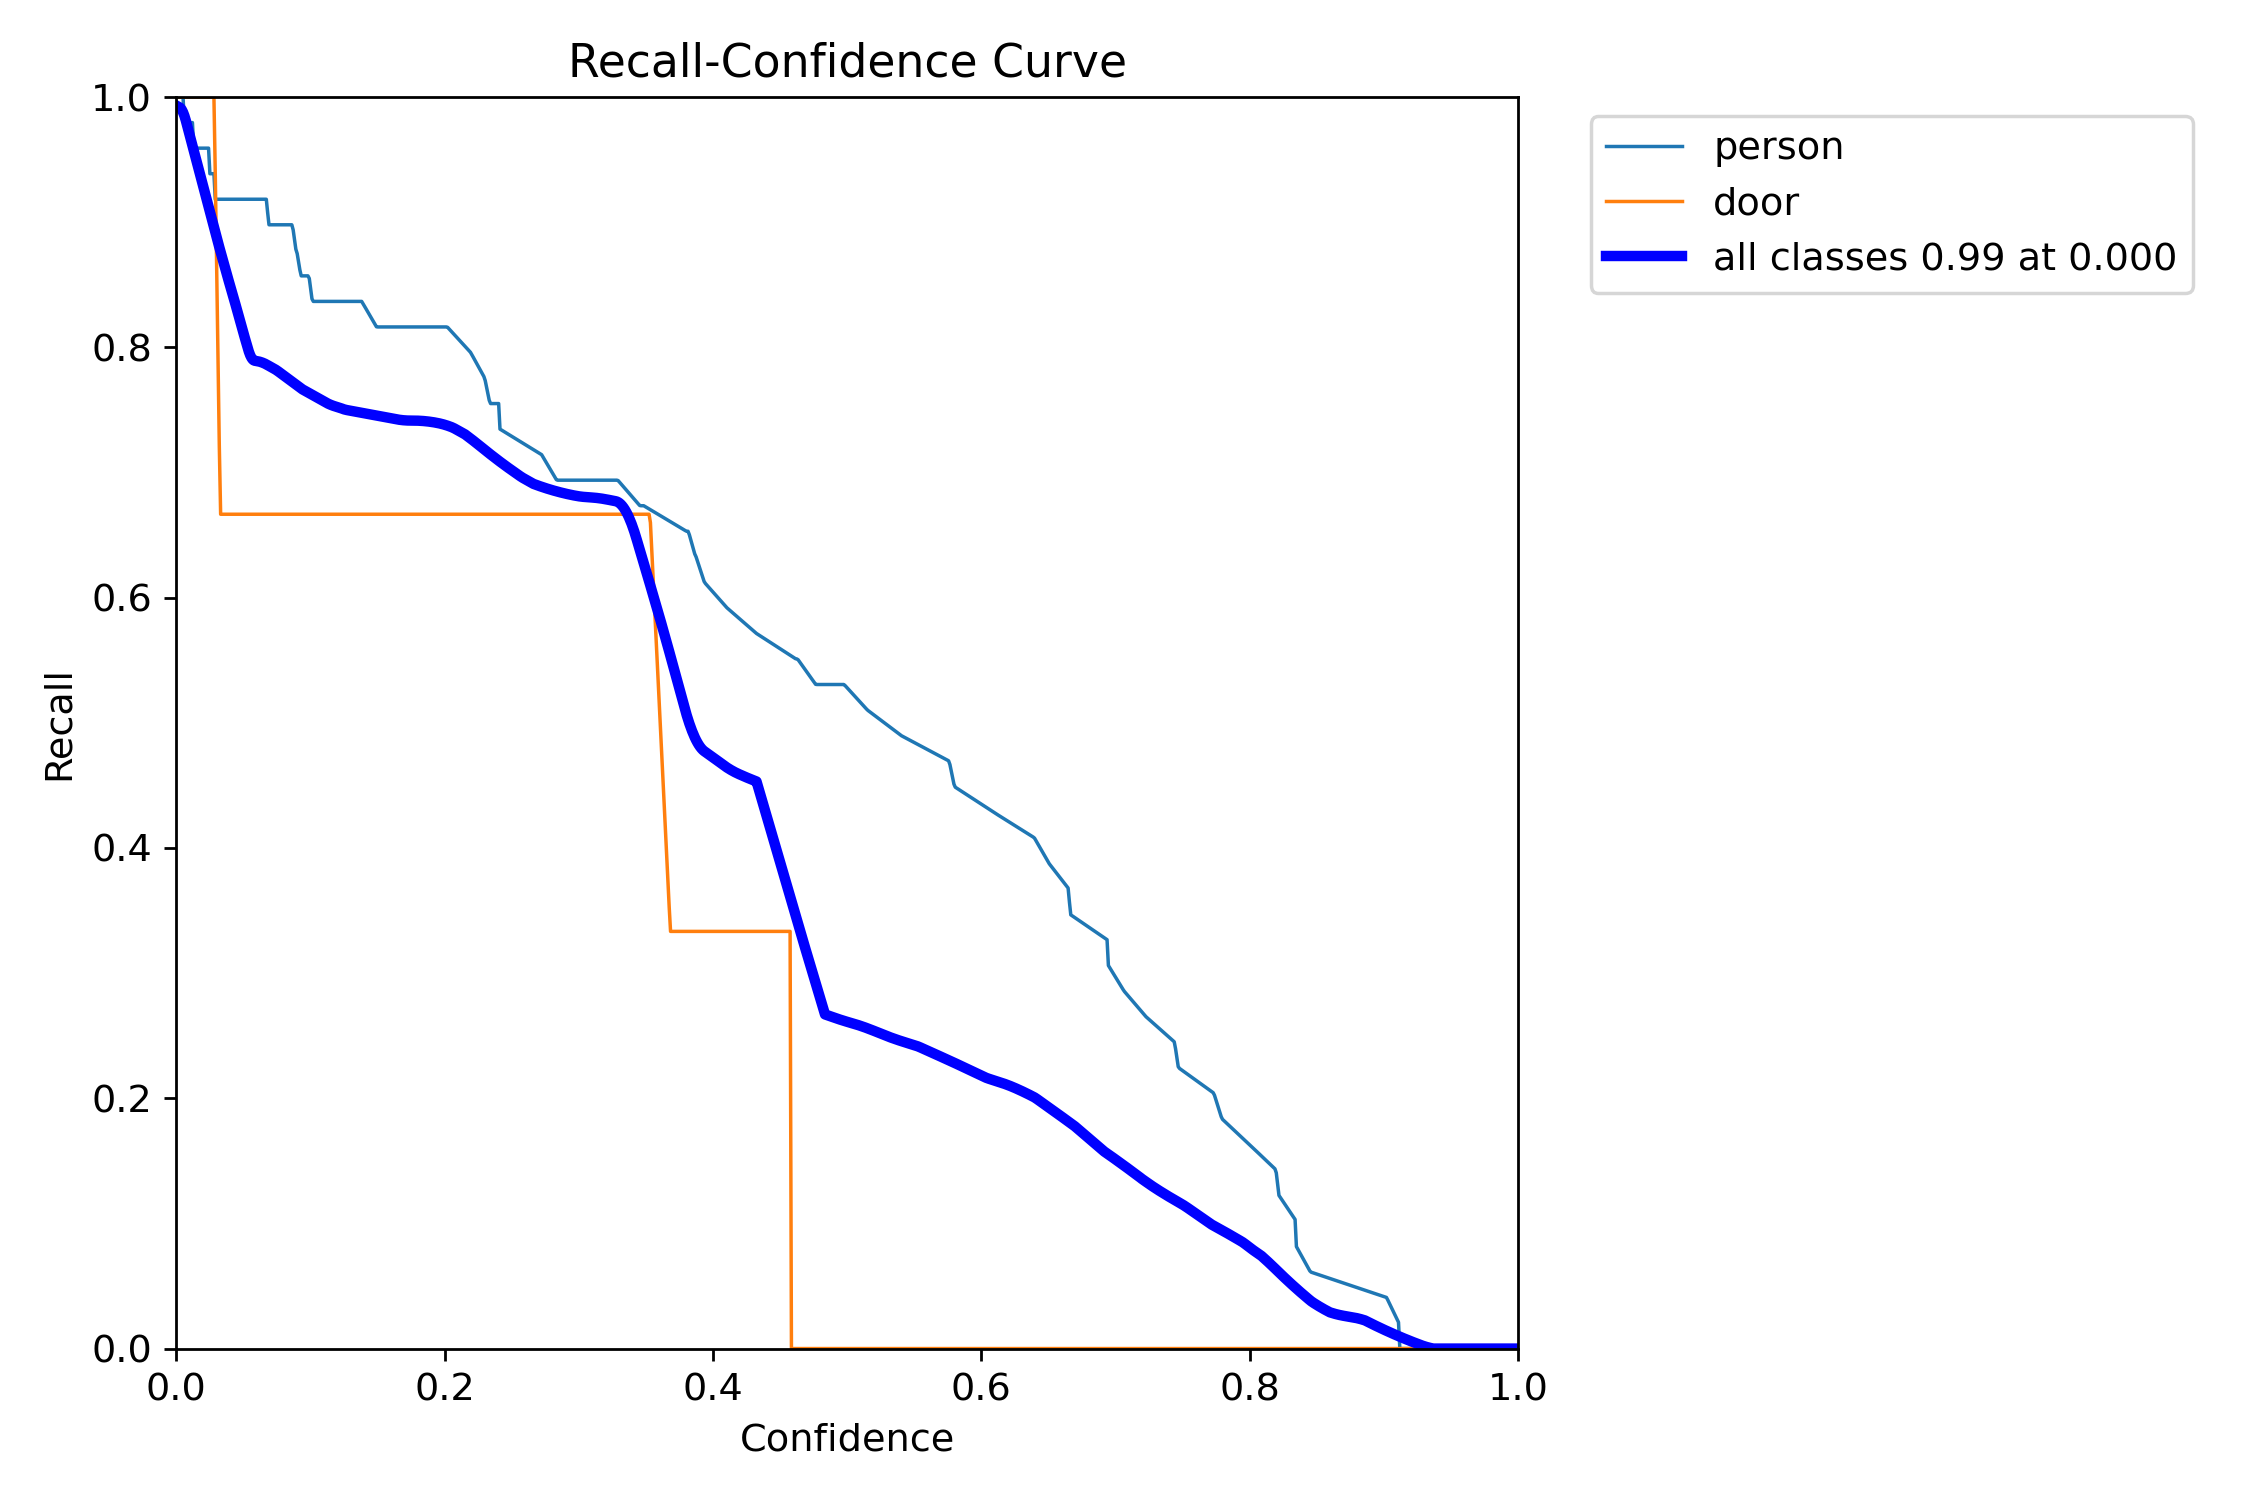 Recall-Confidence Curve
1.0
0.8
0.6
0.4
0.2
0.0
Recall
0.0 0.2 0.4 0.6 0.8 1.0
Confidence
person
door
all classes 0.99 at 0.000